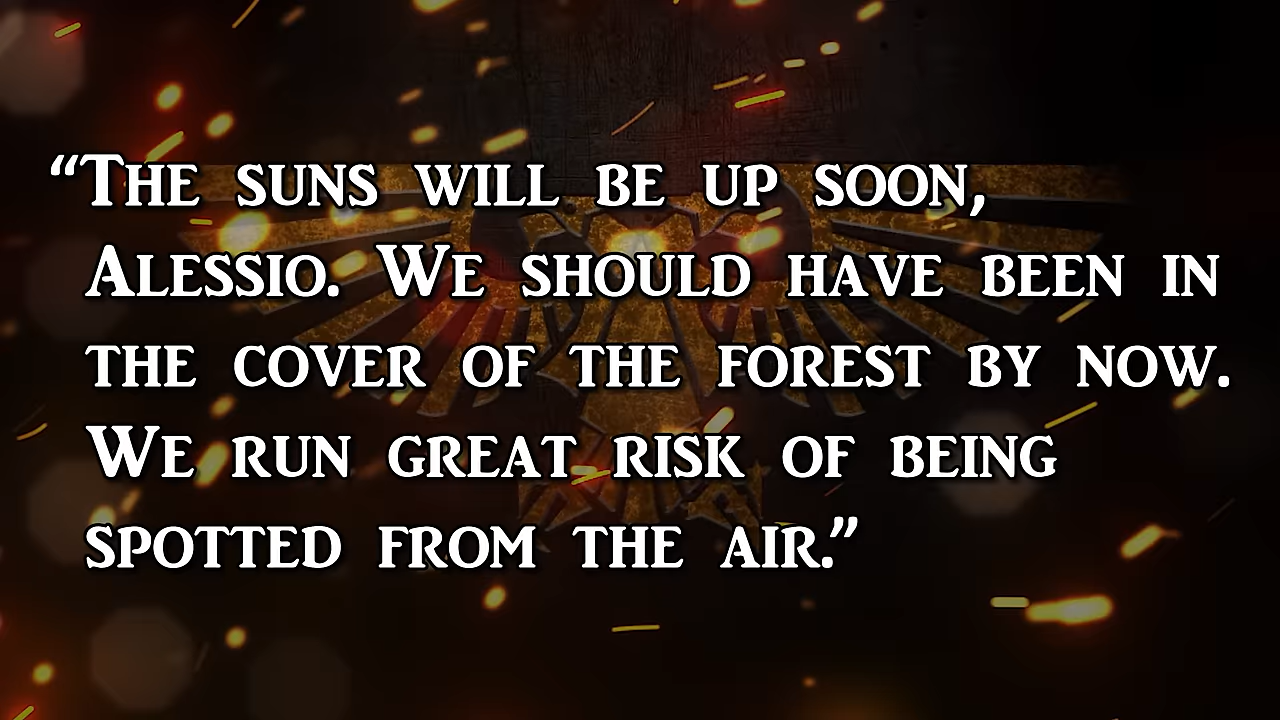 “The suns will be up soon,
Alessio. We should have been in
the cover of the forest by now.
We run great risk of being
spotted from the air.”